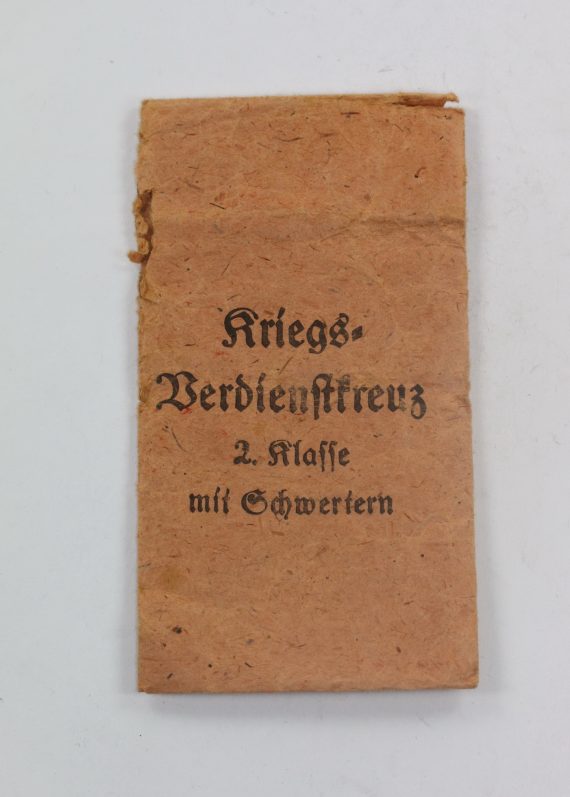 Kriegs-
Verdienstkreuz
2. Klasse
mit Schwertern